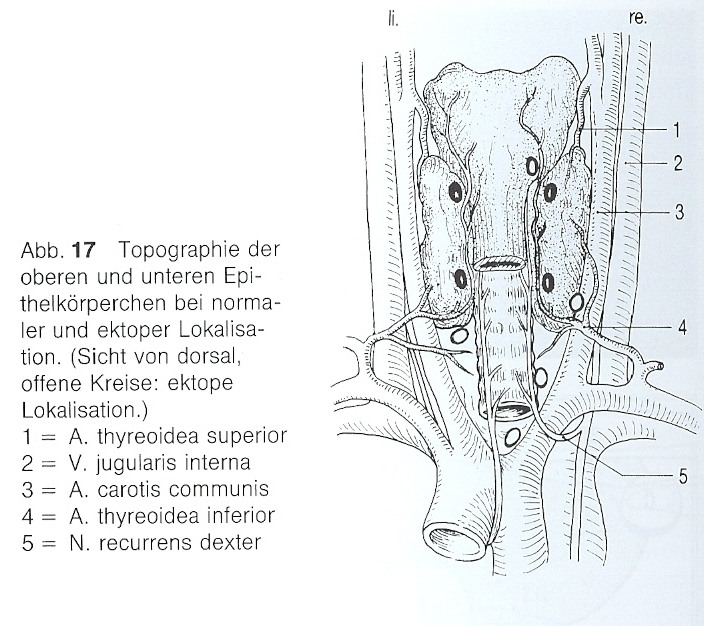 li.
re.
1
2
3
4
5
Abb. 17 Topographie der
oberen und unteren Epi-
thelkörperchen bei norma-
ler und ektoper Lokalisa-
tion. (Sicht von dorsal,
offene Kreise: ektope
Lokalisation.)
1 = A. thyreoidea superior
2 = V. jugularis interna
3 = A. carotis communis
4 = A. thyreoidea inferior
5 = N. recurrens dexter